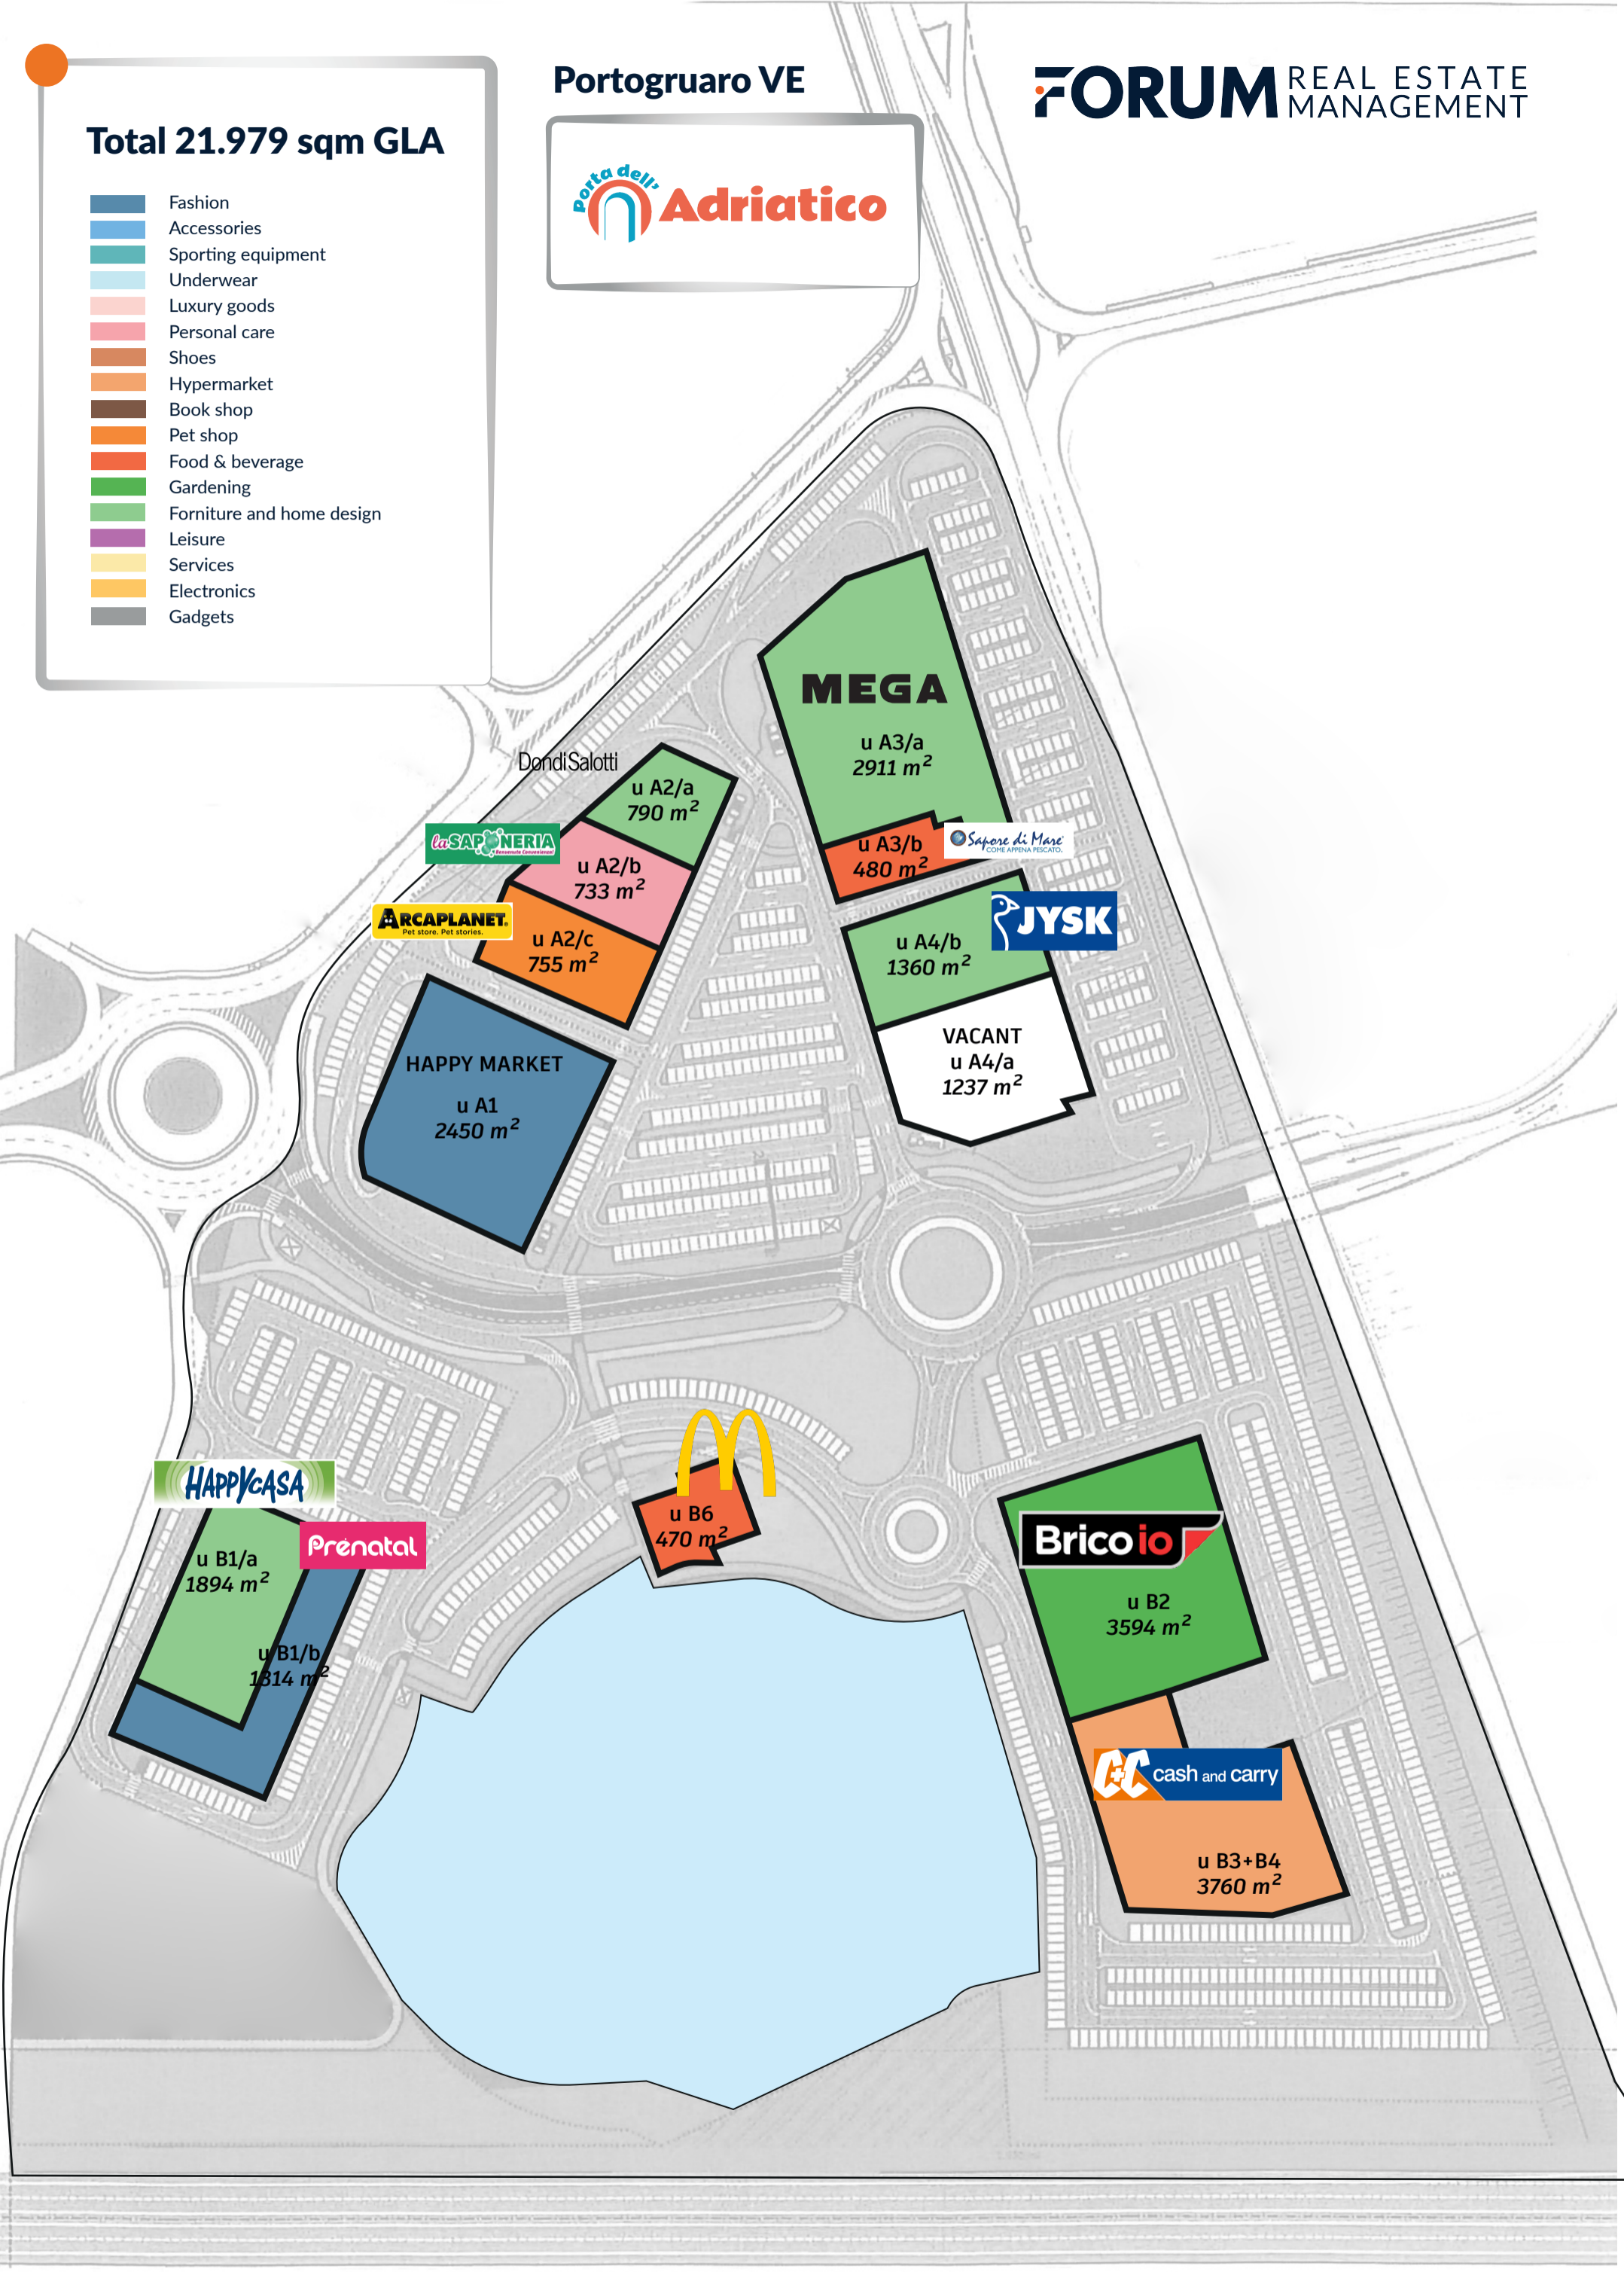 Portogruaro VE
FORUM REAL ESTATE
MANAGEMENT
Total 21.979 sqm GLA
Fashion
Accessories
Sporting equipment
Underwear
Luxury goods
Personal care
Shoes
Hypermarket
Book shop
Pet shop
Food & beverage
Gardening
Forniture and home design
Leisure
Services
Electronics
Gadgets
Porta dell'
Adriatico
MEGA
u A3/a
2911 m²
DondiSalotti
u A2/a
790 m²
la SAPONERIA
Benvenuta Convenienza!
u A2/b
733 m²
u A3/b
480 m²
Sapore di Mare
COME APPENA PESCATO.
ARCAPLANET
Pet store. Pet stories.
u A2/c
755 m²
JYSK
u A4/b
1360 m²
VACANT
u A4/a
1237 m²
HAPPY MARKET
u A1
2450 m²
HAPPYCASA
Prénatal
u B1/a
1894 m²
u B1/b
1314 m²
u B6
470 m²
Brico io
u B2
3594 m²
C+C cash and carry
u B3+B4
3760 m²